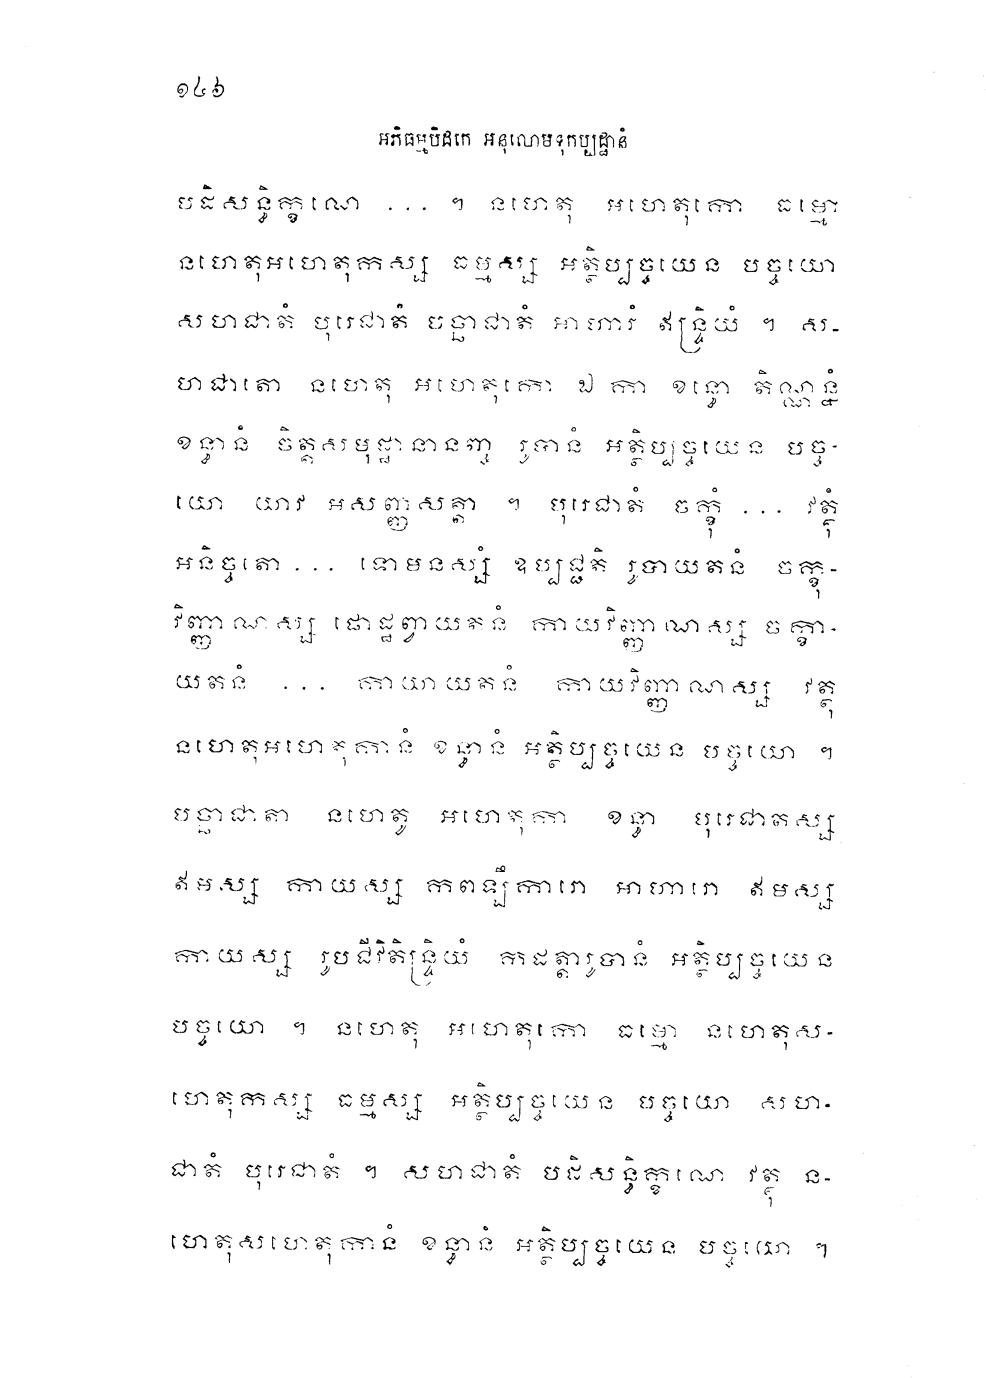 ១៤៦
អភិធម្មបិដកេ អនុលោមទុកប្បដ្ឋានំ
បដិសន្ធិក្ខណេ ... ។ នហេតុ អហេតុកោ ធម្មោ
នហេតុអហេតុកស្ស ធម្មស្ស អត្ថិប្បច្ចយេន បច្ចយោ
សហជាតំ បុរេជាតំ បច្ឆាជាតំ អាហារំ ឥន្ទ្រិយំ ។ ស-
ហជាតោ នហេតុ អហេតុកោ ឯកោ ខន្ធោ តិណ្ណន្នំ
ខន្ធានំ ចិត្តសមុដ្ឋានានញ្ច រូបានំ អត្ថិប្បច្ចយេន បច្ច-
យោ យាវ អសញ្ញសត្តា ។ បុរេជាតំ ចក្ខុំ ... វត្ថុំ
អនិច្ចតោ ... ទោមនស្សំ ឧប្បជ្ជតិ រូបាយតនំ ចក្ខុ-
វិញ្ញាណស្ស ផោដ្ឋព្វាយតនំ កាយវិញ្ញាណស្ស ចក្ខា-
យតនំ ... កាយាយតនំ កាយវិញ្ញាណស្ស វត្ថុ
នហេតុអហេតុកានំ ខន្ធានំ អត្ថិប្បច្ចយេន បច្ចយោ ។
បច្ឆាជាតា នហេតូ អហេតុកា ខន្ធា បុរេជាតស្ស
ឥមស្ស កាយស្ស កពឡឹការោ អាហារោ ឥមស្ស
កាយស្ស រូបជីវិតិន្ទ្រិយំ កដត្តារូបានំ អត្ថិប្បច្ចយេន
បច្ចយោ ។ នហេតុ អហេតុកោ ធម្មោ នហេតុស-
ហេតុកស្ស ធម្មស្ស អត្ថិប្បច្ចយេន បច្ចយោ សហ-
ជាតំ បុរេជាតំ ។ សហជាតំ បដិសន្ធិក្ខណេ វត្ថុ ន-
ហេតុសហេតុកានំ ខន្ធានំ អត្ថិប្បច្ចយេន បច្ចយោ ។